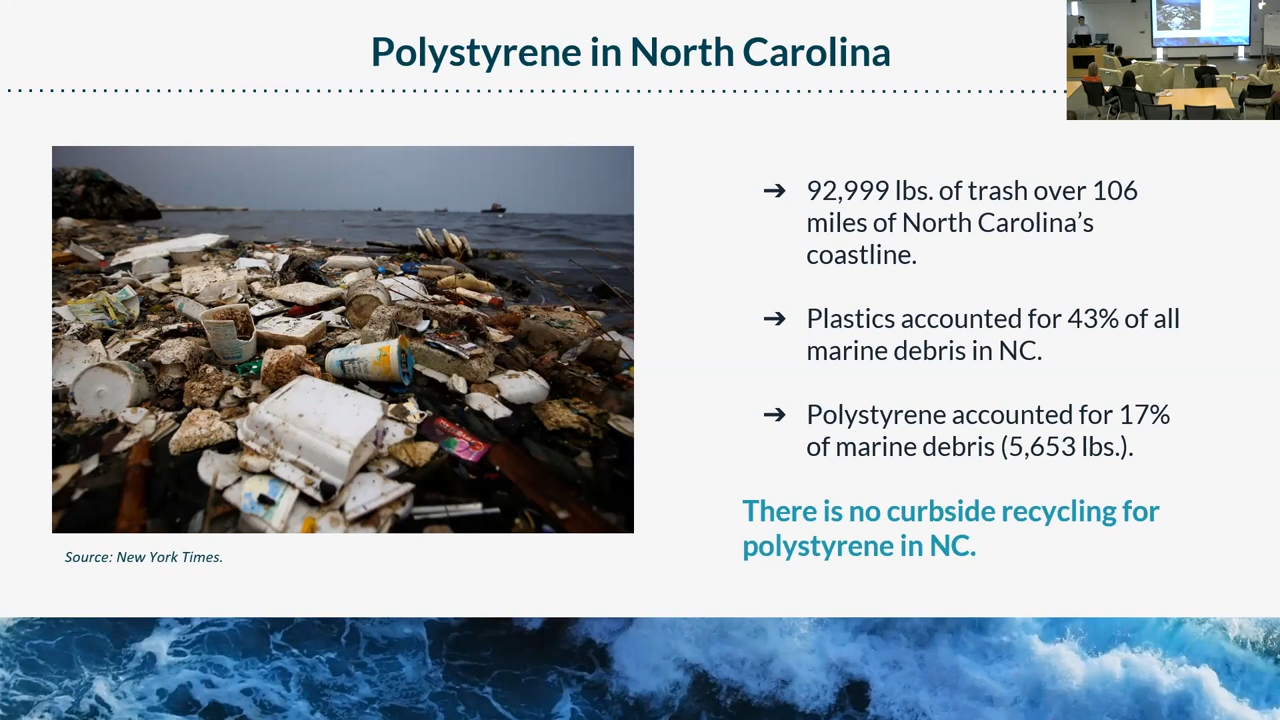 Polystyrene in North Carolina
➔ 92,999 lbs. of trash over 106
miles of North Carolina’s
coastline.
➔ Plastics accounted for 43% of all
marine debris in NC.
➔ Polystyrene accounted for 17%
of marine debris (5,653 lbs.).
There is no curbside recycling for
polystyrene in NC.
Source: New York Times.